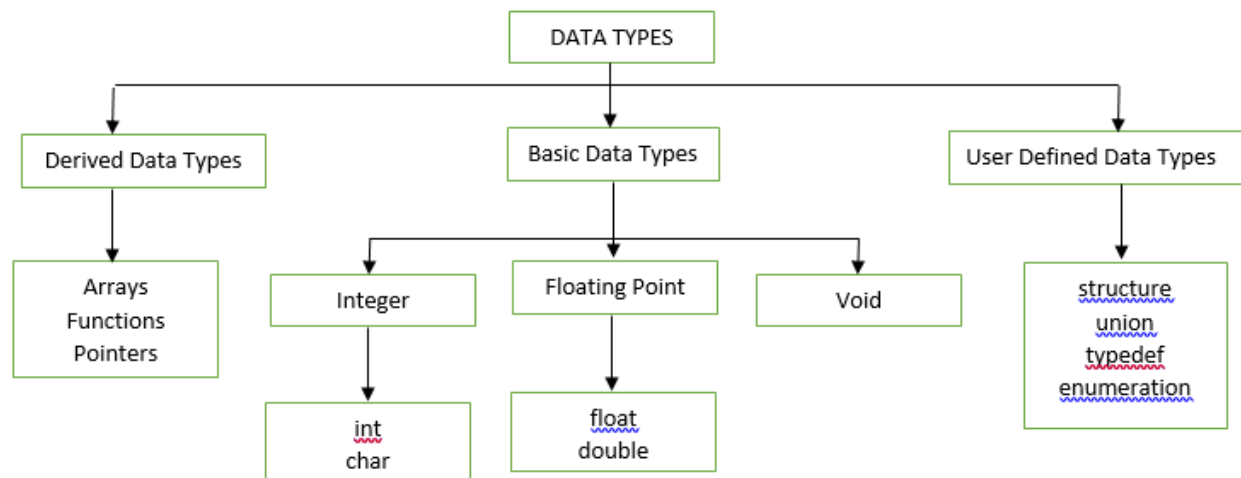 DATA TYPES
Derived Data Types
Basic Data Types
User Defined Data Types
Arrays
Functions
Pointers
Integer
Floating Point
Void
structure
union
typedef
enumeration
int
char
float
double